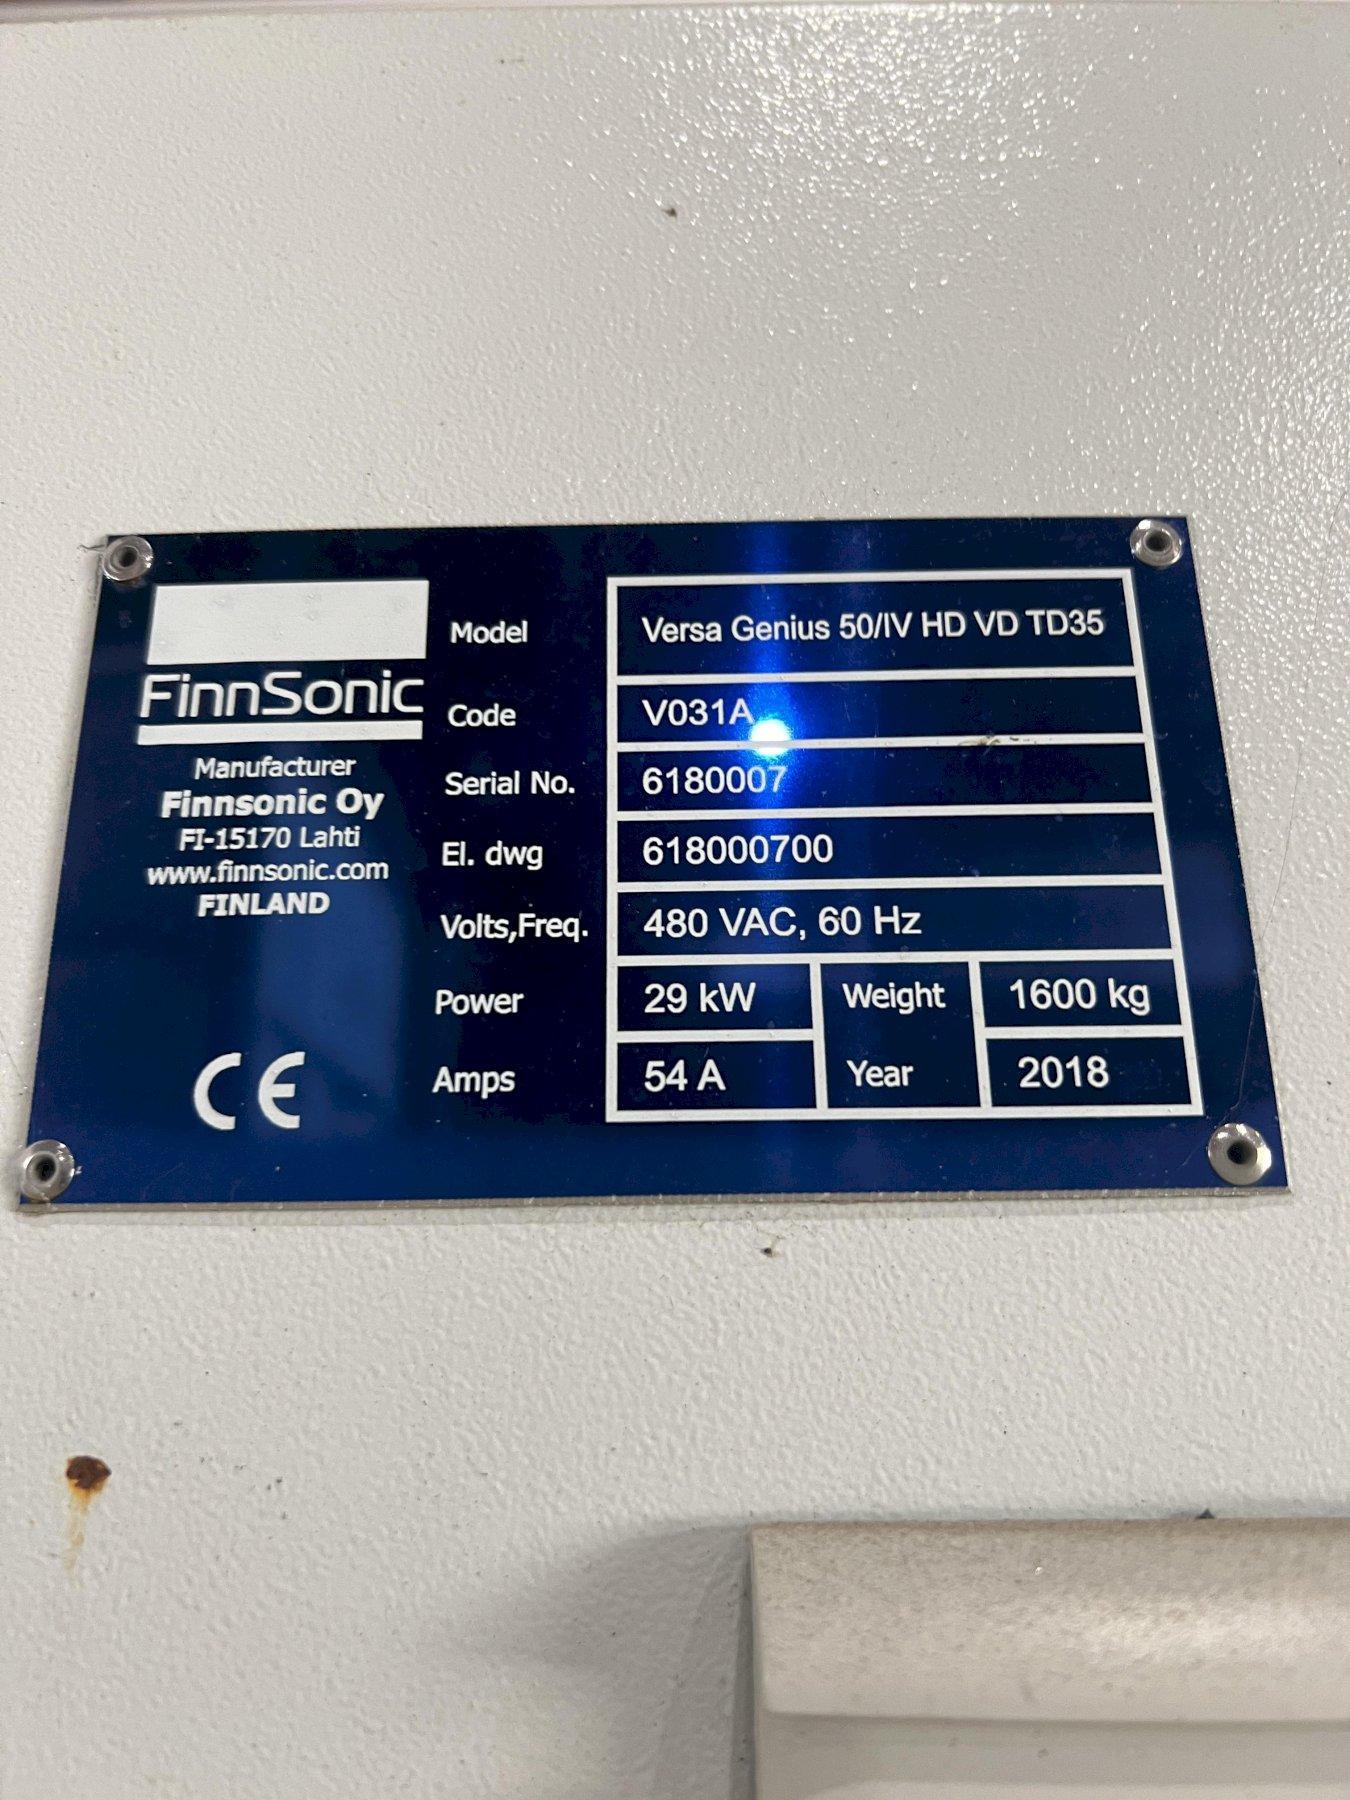 FinnSonic
Manufacturer
Finnsonic Oy
FI-15170 Lahti
www.finnsonic.com
FINLAND
CE
Model Versa Genius 50/IV HD VD TD35
Code V031A
Serial No. 6180007
El. dwg 618000700
Volts,Freq. 480 VAC, 60 Hz
Power 29 kW Weight 1600 kg
Amps 54 A Year 2018